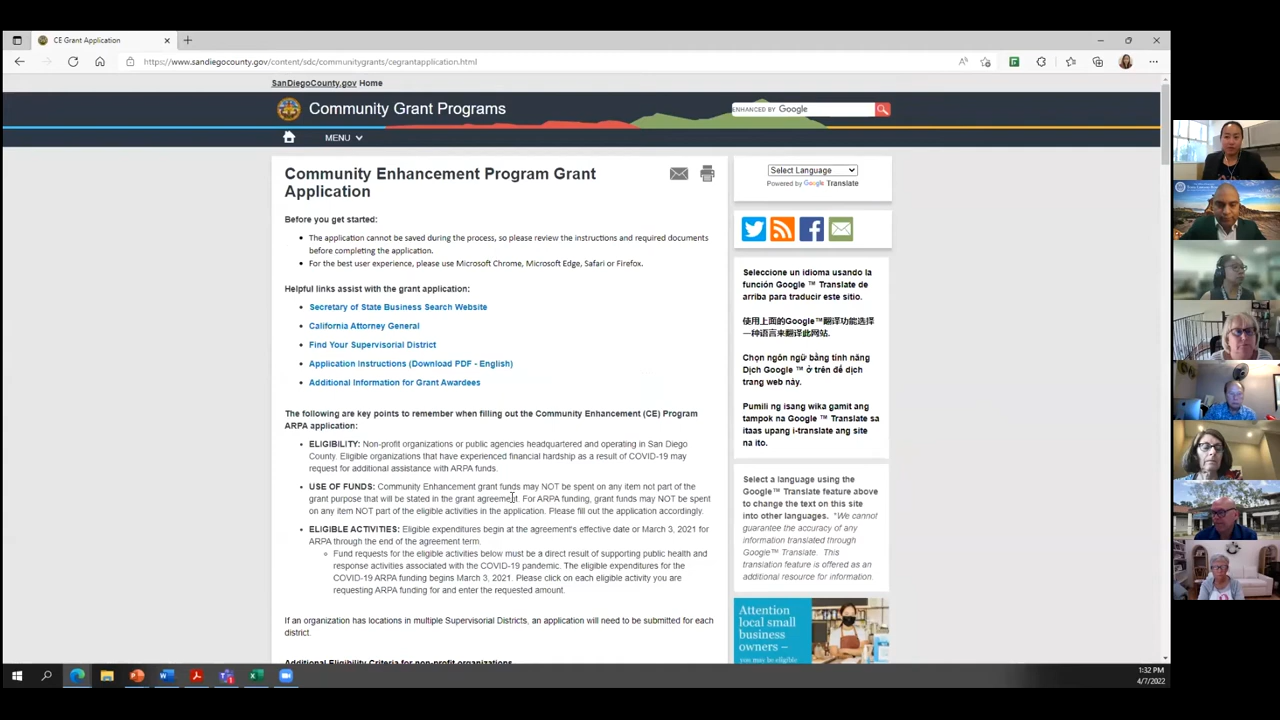 CE Grant Application
https://www.sandiegocounty.gov/content/sdc/communitygrants/cegrantapplication.html
SanDiegoCounty.gov Home
Community Grant Programs
ENHANCED BY Google
MENU
Community Enhancement Program Grant
Application
Before you get started:
• The application cannot be saved during the process, so please review the instructions and required documents
before completing the application.
• For the best user experience, please use Microsoft Chrome, Microsoft Edge, Safari or Firefox.
Helpful links assist with the grant application:
• Secretary of State Business Search Website
• California Attorney General
• Find Your Supervisorial District
• Application Instructions (Download PDF - English)
• Additional Information for Grant Awardees
The following are key points to remember when filling out the Community Enhancement (CE) Program
ARPA application:
• ELIGIBILITY: Non-profit organizations or public agencies headquartered and operating in San Diego
County. Eligible organizations that have experienced financial hardship as a result of COVID-19 may
request for additional assistance with ARPA funds.
• USE OF FUNDS: Community Enhancement grant funds may NOT be spent on any item not part of the
grant purpose that will be stated in the grant agreement. For ARPA funding, grant funds may NOT be spent
on any item NOT part of the eligible activities in the application. Please fill out the application accordingly.
• ELIGIBLE ACTIVITIES: Eligible expenditures begin at the agreement's effective date or March 3, 2021 for
ARPA through the end of the agreement term.
◦ Fund requests for the eligible activities below must be a direct result of supporting public health and
response activities associated with the COVID-19 pandemic. The eligible expenditures for the
COVID-19 ARPA funding begins March 3, 2021. Please click on each eligible activity you are
requesting ARPA funding for and enter the requested amount.
If an organization has locations in multiple Supervisorial Districts, an application will need to be submitted for each
district.
Additional Eligibility Criteria for non-profit organizations
Select Language
Powered by Google Translate
Seleccione un idioma usando la
función Google ™ Translate de
arriba para traducir este sitio.
使用上面的Google™翻译功能选择
一种语言来翻译此网站.
Chọn ngôn ngữ bằng tính năng
Dịch Google ™ ở trên để dịch
trang web này.
Pumili ng isang wika gamit ang
tampok na Google ™ Translate sa
itaas upang i-translate ang site
na ito.
Select a language using the
Google™ Translate feature above
to change the text on this site
into other languages. *We cannot
guarantee the accuracy of any
information translated through
Google™ Translate. This
translation feature is offered as an
additional resource for information.
Attention
local small
business
owners –
you may be eligible
1:32 PM
4/7/2022